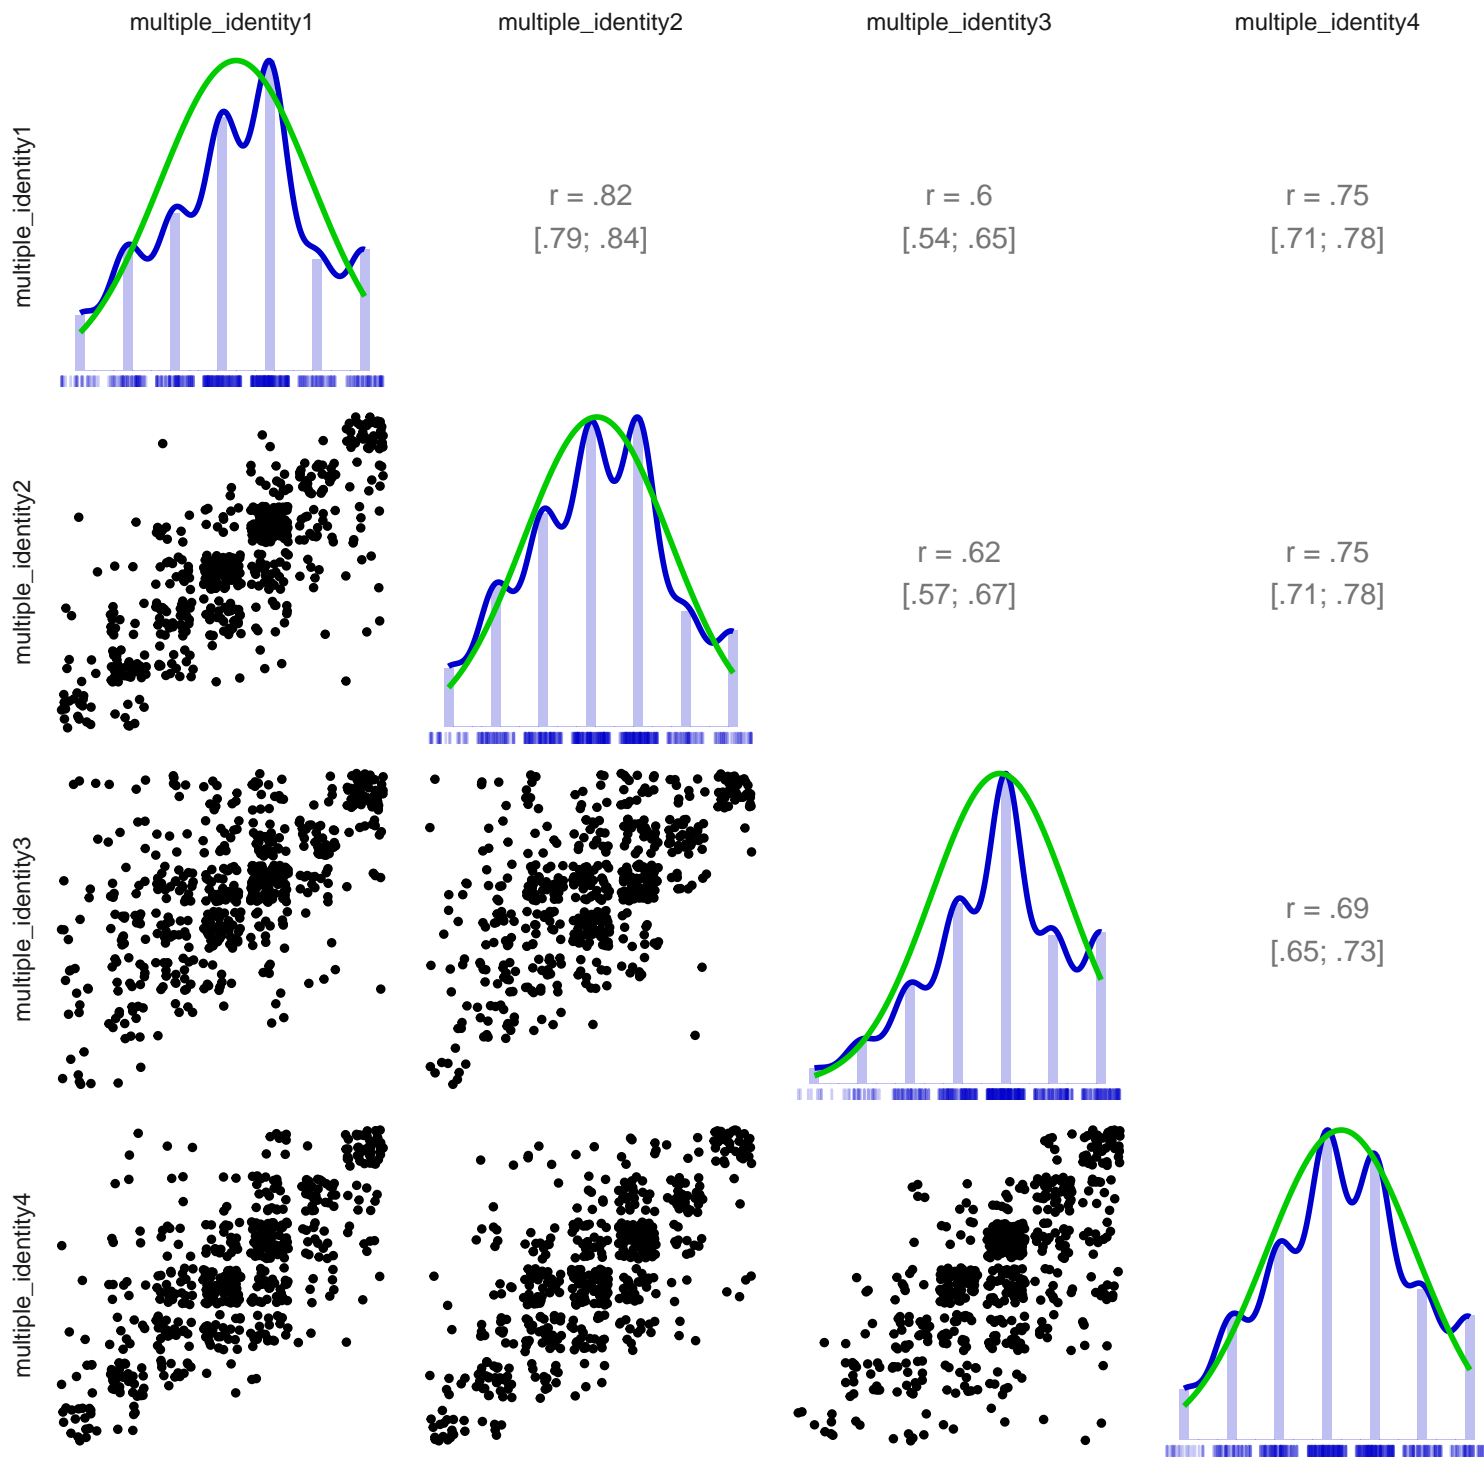 multiple_identity1
multiple_identity2
multiple_identity3
multiple_identity4
multiple_identity1
r = .82
[.79; .84]
r = .6
[.54; .65]
r = .75
[.71; .78]
multiple_identity2
r = .62
[.57; .67]
r = .75
[.71; .78]
multiple_identity3
r = .69
[.65; .73]
multiple_identity4